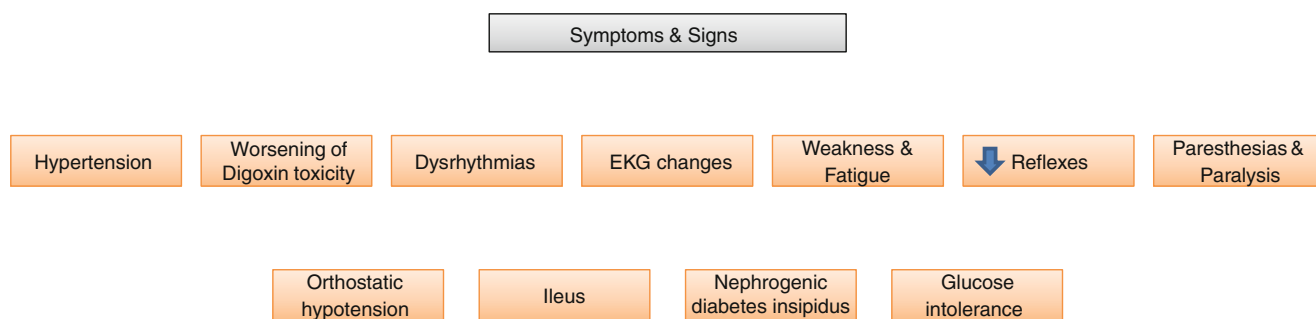 Symptoms & Signs
Hypertension
Worsening of
Digoxin toxicity
Dysrhythmias
EKG changes
Weakness &
Fatigue
Reflexes
Paresthesias &
Paralysis
Orthostatic
hypotension
Ileus
Nephrogenic
diabetes insipidus
Glucose
intolerance